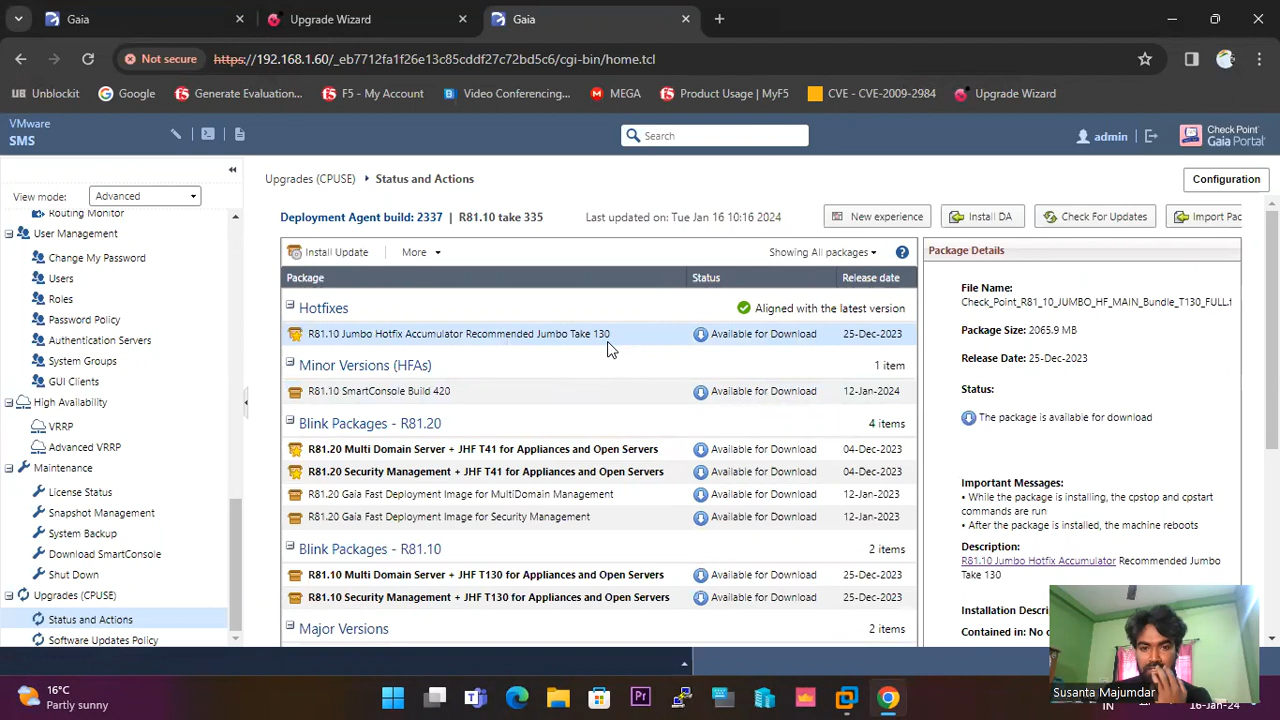 Gaia
Upgrade Wizard
Gaia
Not secure
https://192.168.1.60/_eb7712fa1f26e13c85cddf27c72bd5c6/cgi-bin/home.tcl
Unblockit
Google
Generate Evaluation...
F5 - My Account
Video Conferencing...
MEGA
Product Usage | MyF5
CVE - CVE-2009-2984
Upgrade Wizard
VMware
SMS
Search
admin
Check Point
Gaia Portal
View mode:
Advanced
Routing Monitor
User Management
Change My Password
Users
Roles
Password Policy
Authentication Servers
System Groups
GUI Clients
High Availability
VRRP
Advanced VRRP
Maintenance
License Status
Snapshot Management
System Backup
Download SmartConsole
Shut Down
Upgrades (CPUSE)
Status and Actions
Software Updates Policy
Upgrades (CPUSE) Status and Actions
Configuration
Deployment Agent build: 2337 | R81.10 take 335
Last updated on: Tue Jan 16 10:16 2024
New experience
Install DA
Check For Updates
Import Pac
Install Update
More
Showing All packages
Package Status Release date
Hotfixes Aligned with the latest version
R81.10 Jumbo Hotfix Accumulator Recommended Jumbo Take 130 Available for Download 25-Dec-2023
Minor Versions (HFAs) 1 item
R81.10 SmartConsole Build 420 Available for Download 12-Jan-2024
Blink Packages - R81.20 4 items
R81.20 Multi Domain Server + JHF T41 for Appliances and Open Servers Available for Download 04-Dec-2023
R81.20 Security Management + JHF T41 for Appliances and Open Servers Available for Download 04-Dec-2023
R81.20 Gaia Fast Deployment Image for MultiDomain Management Available for Download 12-Jan-2023
R81.20 Gaia Fast Deployment Image for Security Management Available for Download 12-Jan-2023
Blink Packages - R81.10 2 items
R81.10 Multi Domain Server + JHF T130 for Appliances and Open Servers Available for Download 25-Dec-2023
R81.10 Security Management + JHF T130 for Appliances and Open Servers Available for Download 25-Dec-2023
Major Versions 2 items
Package Details
File Name:
Check_Point_R81_10_JUMBO_HF_MAIN_Bundle_T130_FULL.t
Package Size: 2065.9 MB
Release Date: 25-Dec-2023
Status:
The package is available for download
Important Messages:
• While the package is installing, the cpstop and cpstart
commands are run
• After the package is installed, the machine reboots
Description:
R81.10 Jumbo Hotfix Accumulator Recommended Jumbo
Take 130
Installation Descri
Contained in: No
Susanta Majumdar
16°C
Partly sunny
IN
16-Jan-24